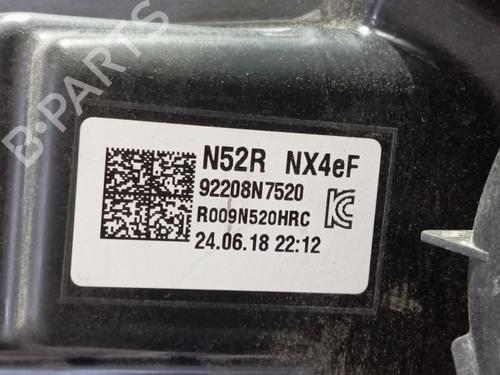 B-PARTS
N52R NX4eF
92208N7520
R009N520HRC
24.06.18 22:12